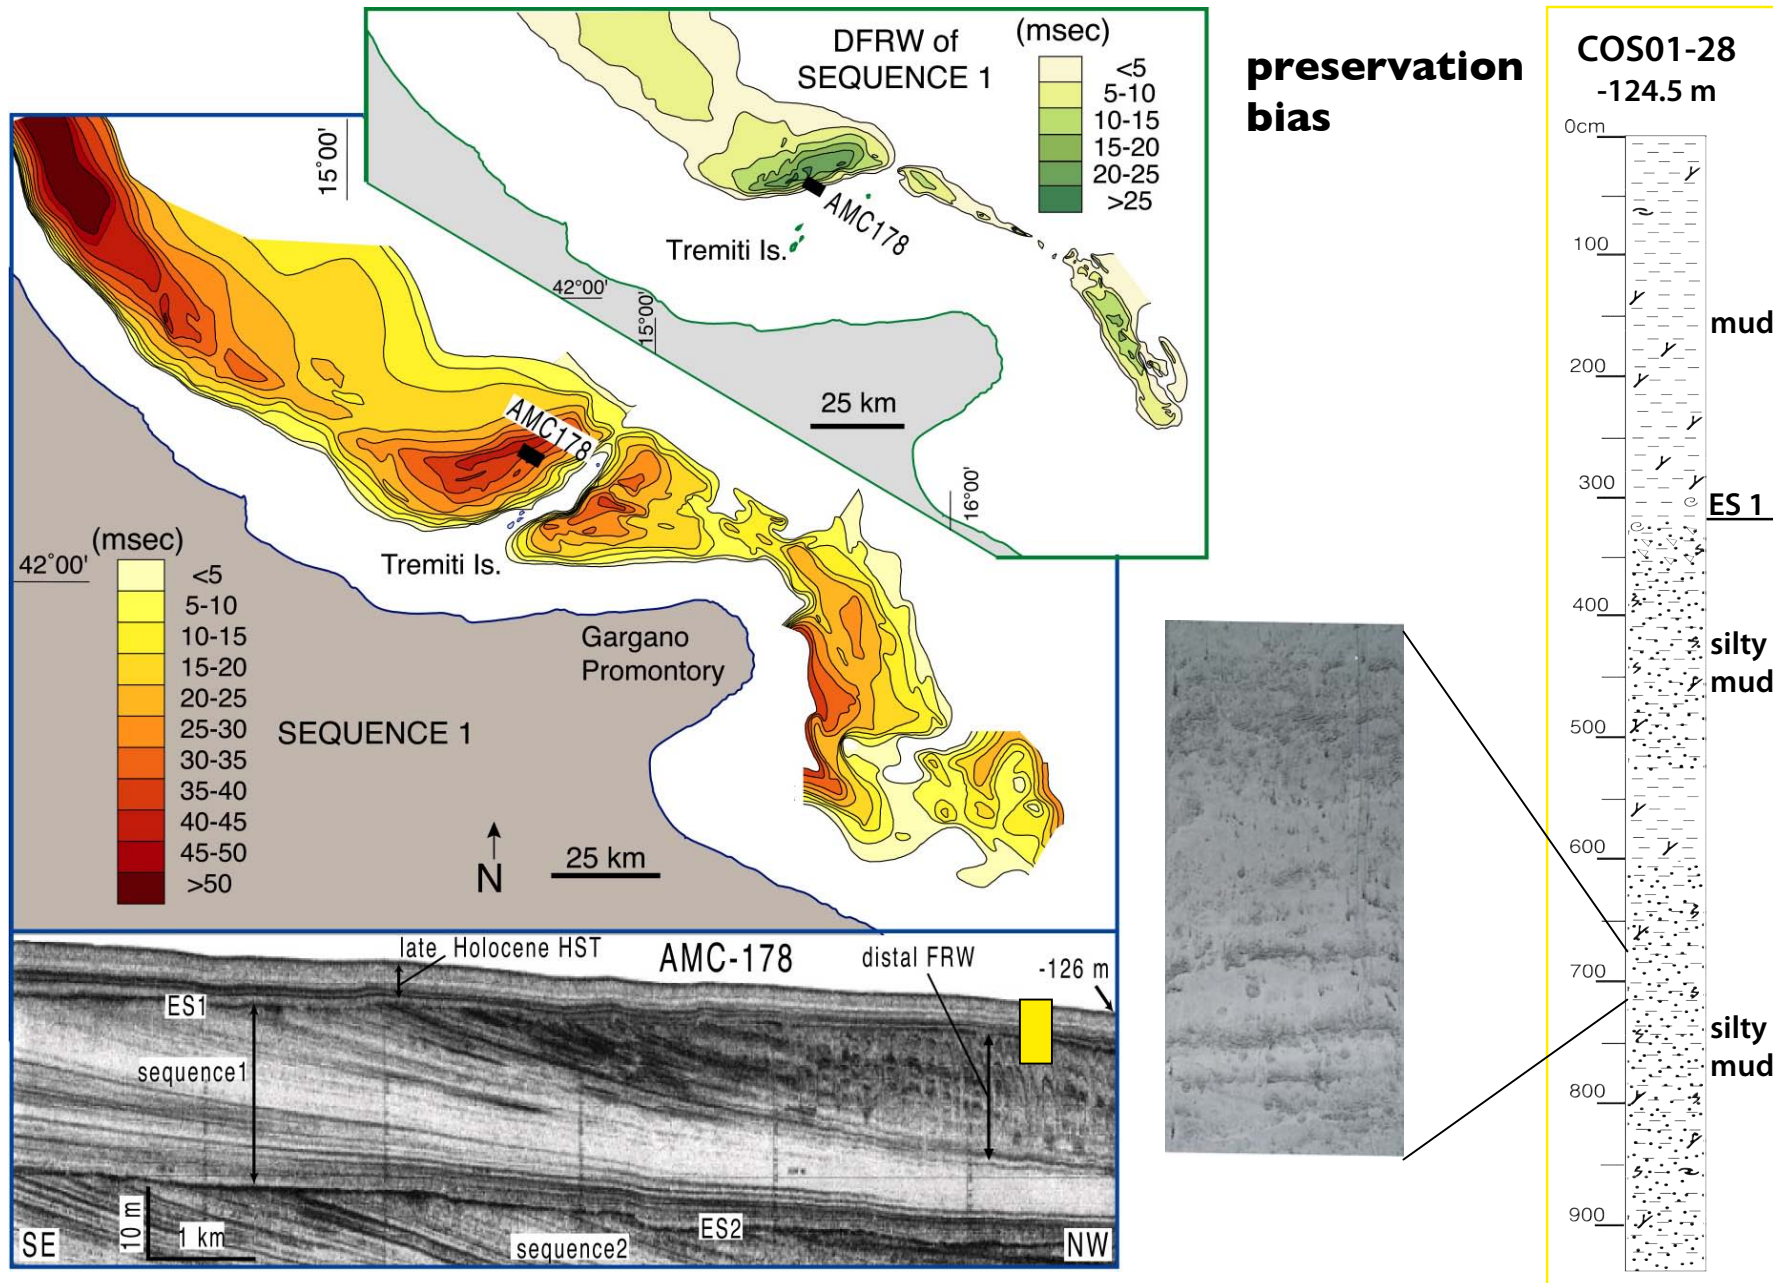 DFRW of
SEQUENCE 1
(msec)
<5
5-10
10-15
15-20
20-25
>25
AMC178
Tremiti Is.
42°00'
15°00'
25 km
16°00'
preservation
bias
15°00'
AMC178
Tremiti Is.
42°00'
(msec)
<5
5-10
10-15
15-20
20-25
25-30
30-35
35-40
40-45
45-50
>50
Gargano
Promontory
SEQUENCE 1
N
25 km
late Holocene HST
AMC-178
distal FRW
-126 m
ES1
sequence1
10 m
1 km
SE
sequence2
ES2
NW
COS01-28
-124.5 m
0cm
100
mud
200
300
ES 1
400
silty
mud
500
600
700
silty
mud
800
900